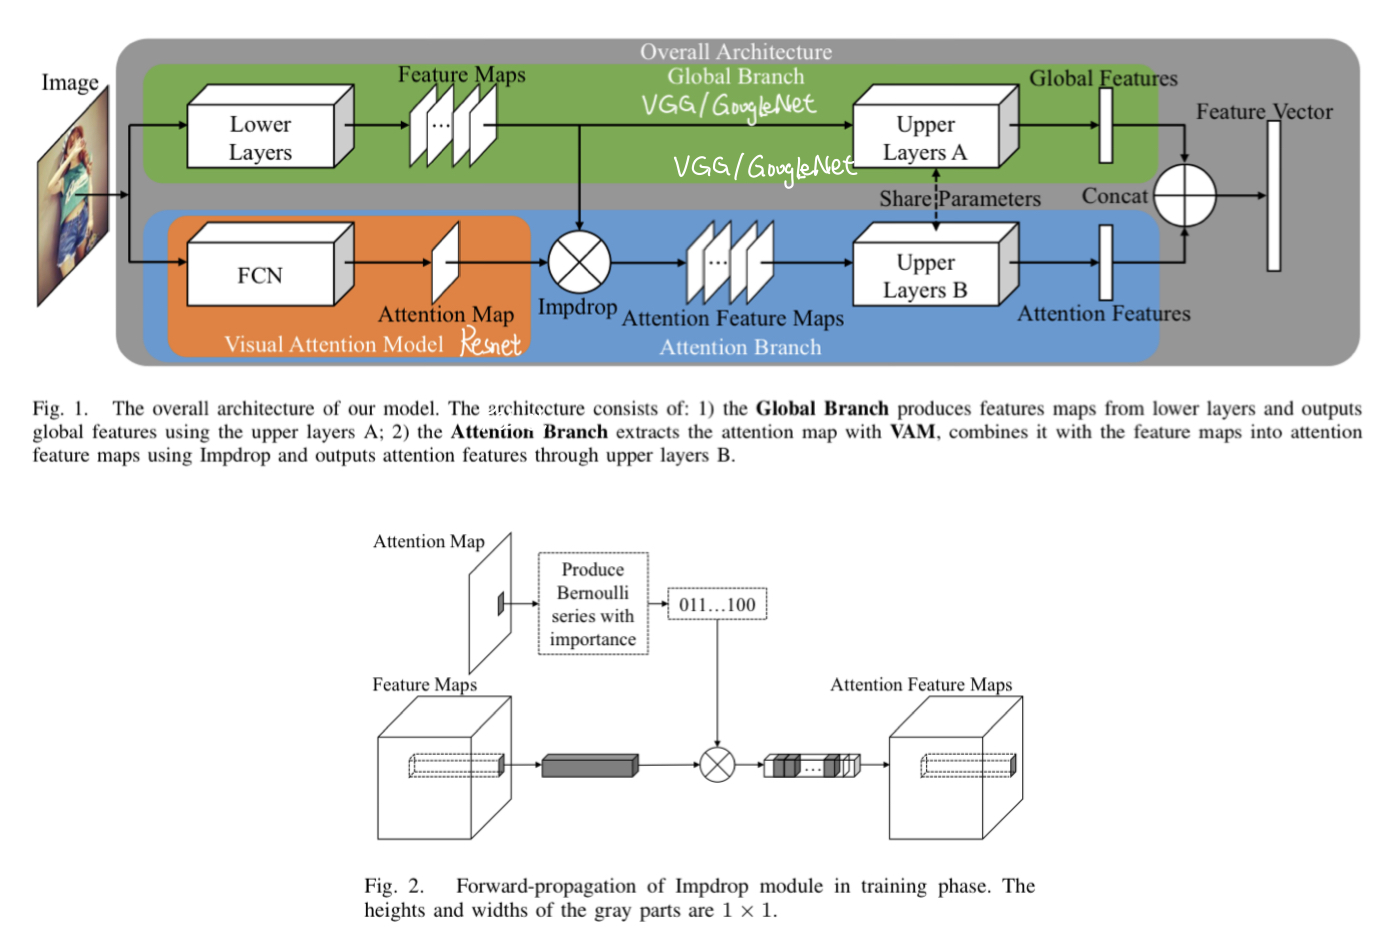 Overall Architecture
Image
Feature Maps
Global Branch
Global Features
VGG/GoogleNet
Feature Vector
Lower
Layers
...
Upper
Layers A
VGG/GoogleNet
Share Parameters
Concat
FCN
...
Upper
Layers B
Attention Map
Impdrop
Attention Feature Maps
Attention Features
Visual Attention Model Resnet
Attention Branch
Fig. 1. The overall architecture of our model. The architecture consists of: 1) the Global Branch produces features maps from lower layers and outputs
global features using the upper layers A; 2) the Attention Branch extracts the attention map with VAM, combines it with the feature maps into attention
feature maps using Impdrop and outputs attention features through upper layers B.
Attention Map
Produce
Bernoulli
series with
importance
011...100
Feature Maps
Attention Feature Maps
...
Fig. 2. Forward-propagation of Impdrop module in training phase. The
heights and widths of the gray parts are 1 × 1.